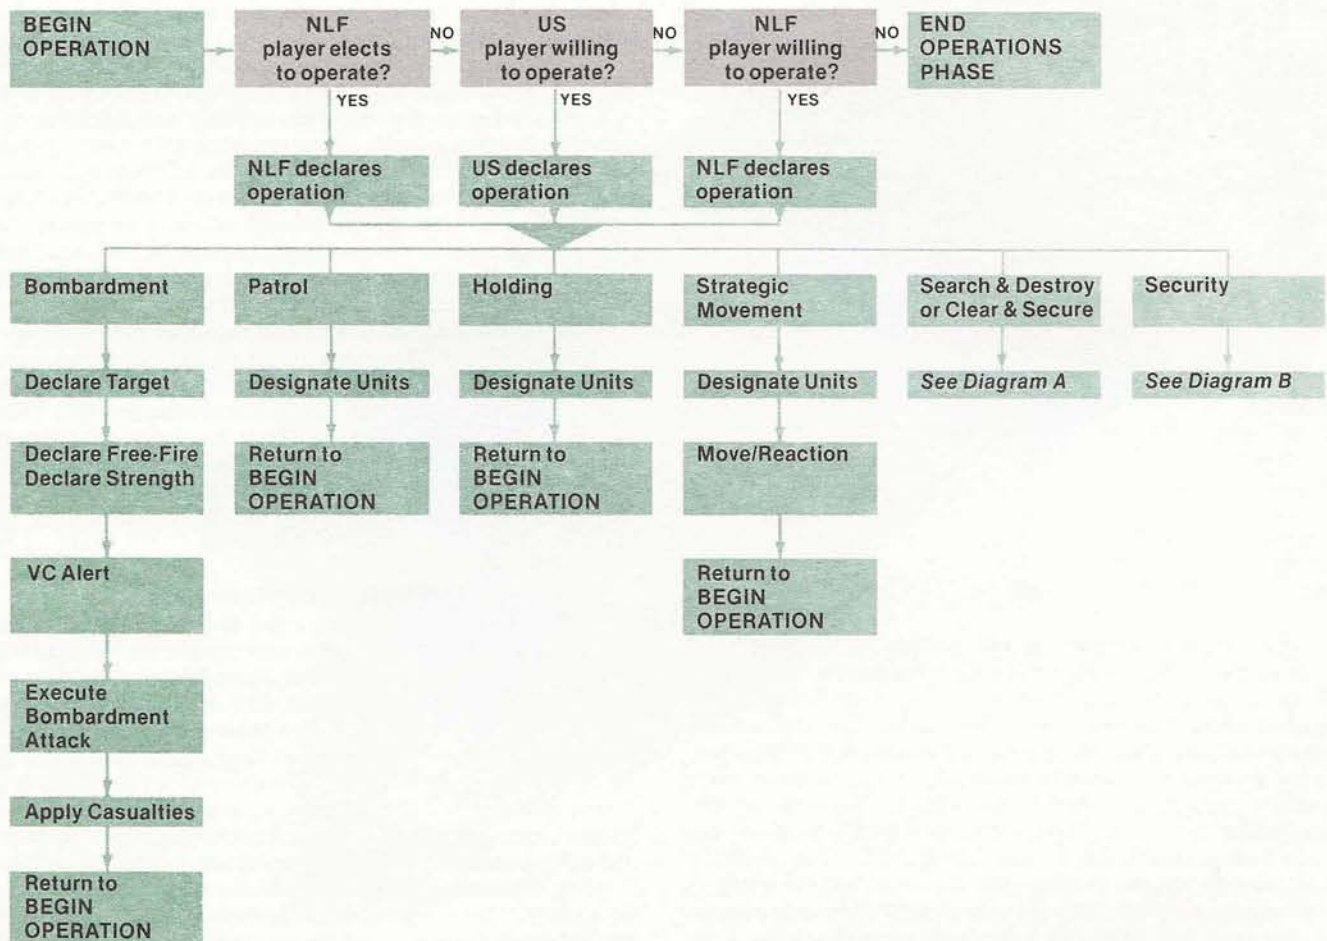 BEGIN
OPERATION
NLF
player elects
to operate?
NO
US
player willing
to operate?
NO
NLF
player willing
to operate?
NO
END
OPERATIONS
PHASE
YES
YES
YES
NLF declares
operation
US declares
operation
NLF declares
operation
Bombardment
Patrol
Holding
Strategic
Movement
Search & Destroy
or Clear & Secure
Security
Declare Target
Designate Units
Designate Units
Designate Units
See Diagram A
See Diagram B
Declare Free-Fire
Declare Strength
Return to
BEGIN
OPERATION
Return to
BEGIN
OPERATION
Move/Reaction
VC Alert
Return to
BEGIN
OPERATION
Execute
Bombardment
Attack
Apply Casualties
Return to
BEGIN
OPERATION